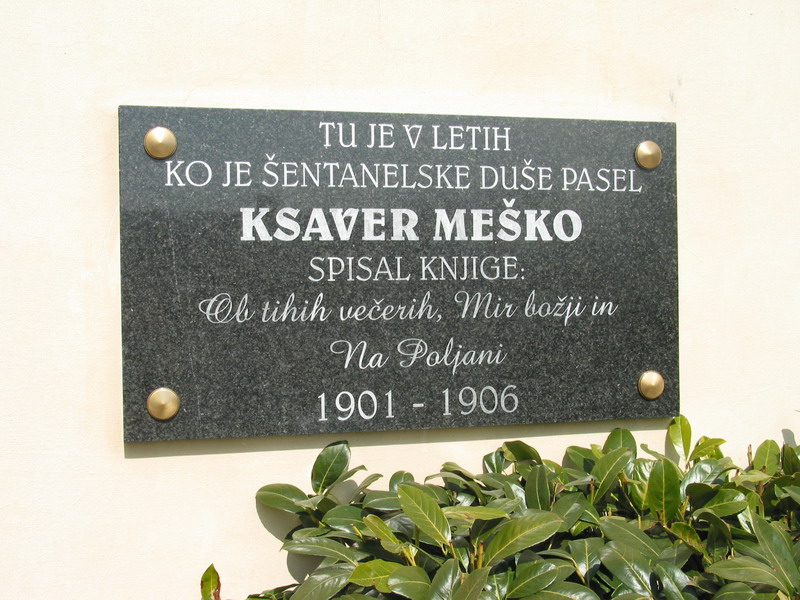 TU JE V LETIH
KO JE ŠENTANELSKE DUŠE PASEL
KSAVER MEŠKO
SPISAL KNJIGE:
Ob tihih večerih, Mir božji in
Na Poljani
1901 - 1906